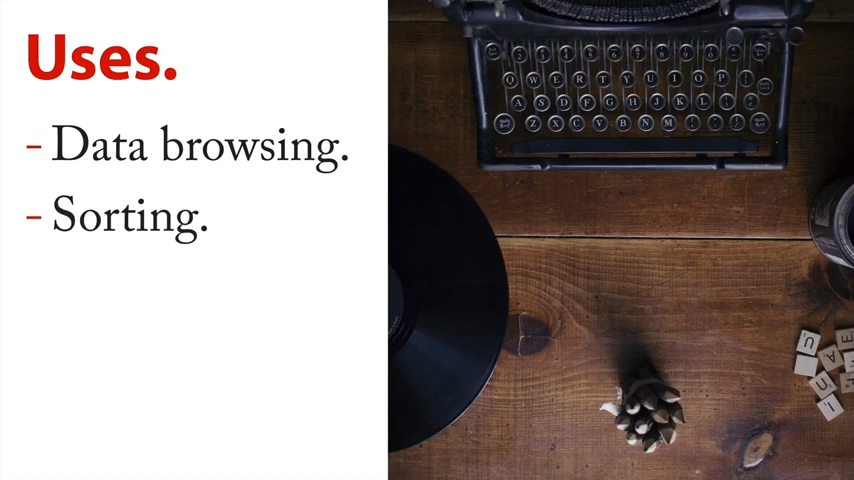 Uses.
- Data browsing.
- Sorting.
Q W E R T Y U I O P
A S D F G H J K L
Z X C V B N M